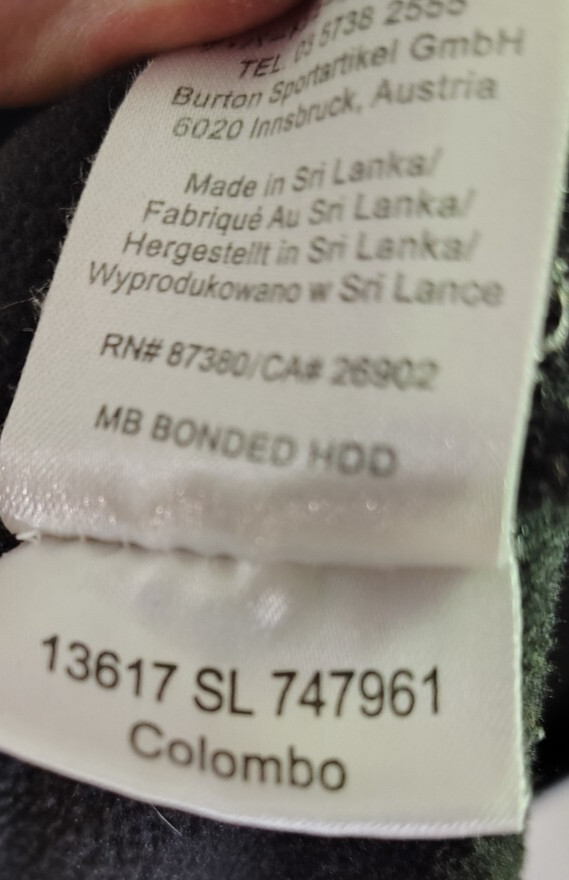 TEL 03 5738 2555
Burton Sportartikel GmbH
6020 Innsbruck, Austria
Made in Sri Lanka/
Fabriqué Au Sri Lanka/
Hergestellt in Sri Lanka/
Wyprodukowano w Sri Lance
RN# 87380/CA# 26902
MB BONDED HDD
13617 SL 747961
Colombo